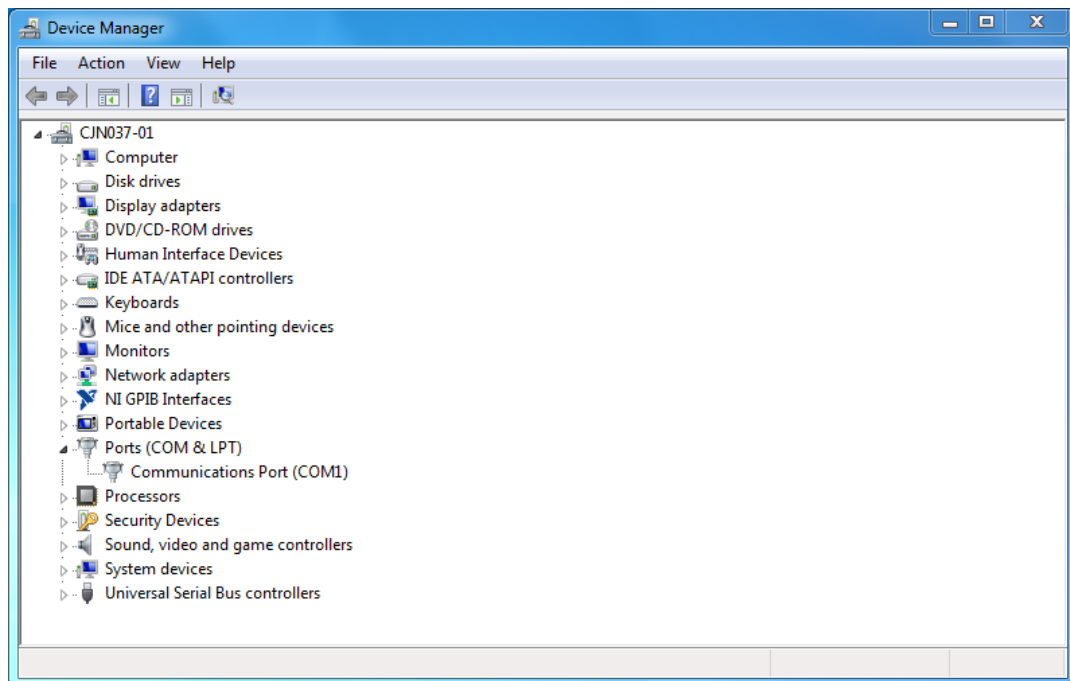 Device Manager
File Action View Help
CJN037-01
Computer
Disk drives
Display adapters
DVD/CD-ROM drives
Human Interface Devices
IDE ATA/ATAPI controllers
Keyboards
Mice and other pointing devices
Monitors
Network adapters
NI GPIB Interfaces
Portable Devices
Ports (COM & LPT)
Communications Port (COM1)
Processors
Security Devices
Sound, video and game controllers
System devices
Universal Serial Bus controllers